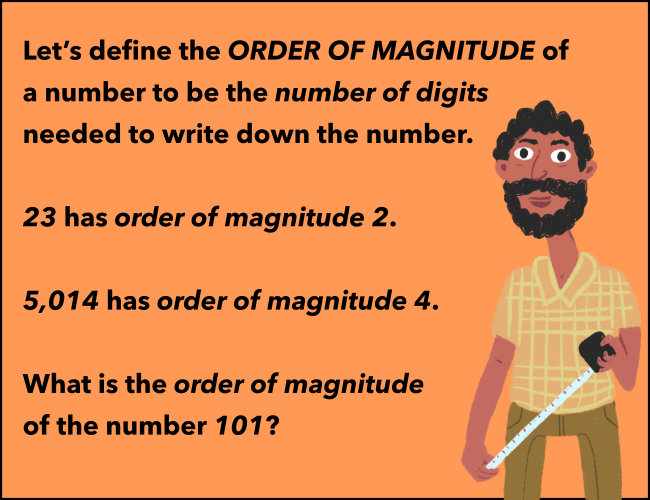 Let's define the ORDER OF MAGNITUDE of
a number to be the number of digits
needed to write down the number.
23 has order of magnitude 2.
5,014 has order of magnitude 4.
What is the order of magnitude
of the number 101?